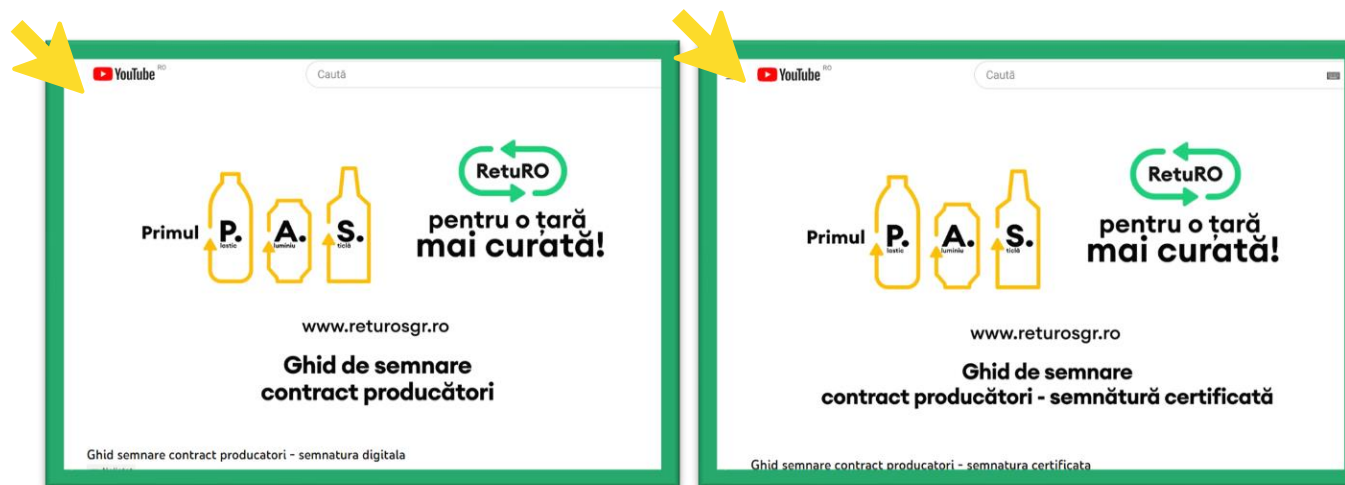 YouTube RO
Caută
RetuRO
Primul P. A. S.
lastic luminiu ticlă
pentru o țară
mai curată!
www.returosgr.ro
Ghid de semnare
contract producători
Ghid semnare contract producatori - semnatura digitala
YouTube RO
Caută
RetuRO
Primul P. A. S.
lastic luminiu ticlă
pentru o țară
mai curată!
www.returosgr.ro
Ghid de semnare
contract producători - semnătură certificată
Ghid semnare contract producatori - semnatura certificata